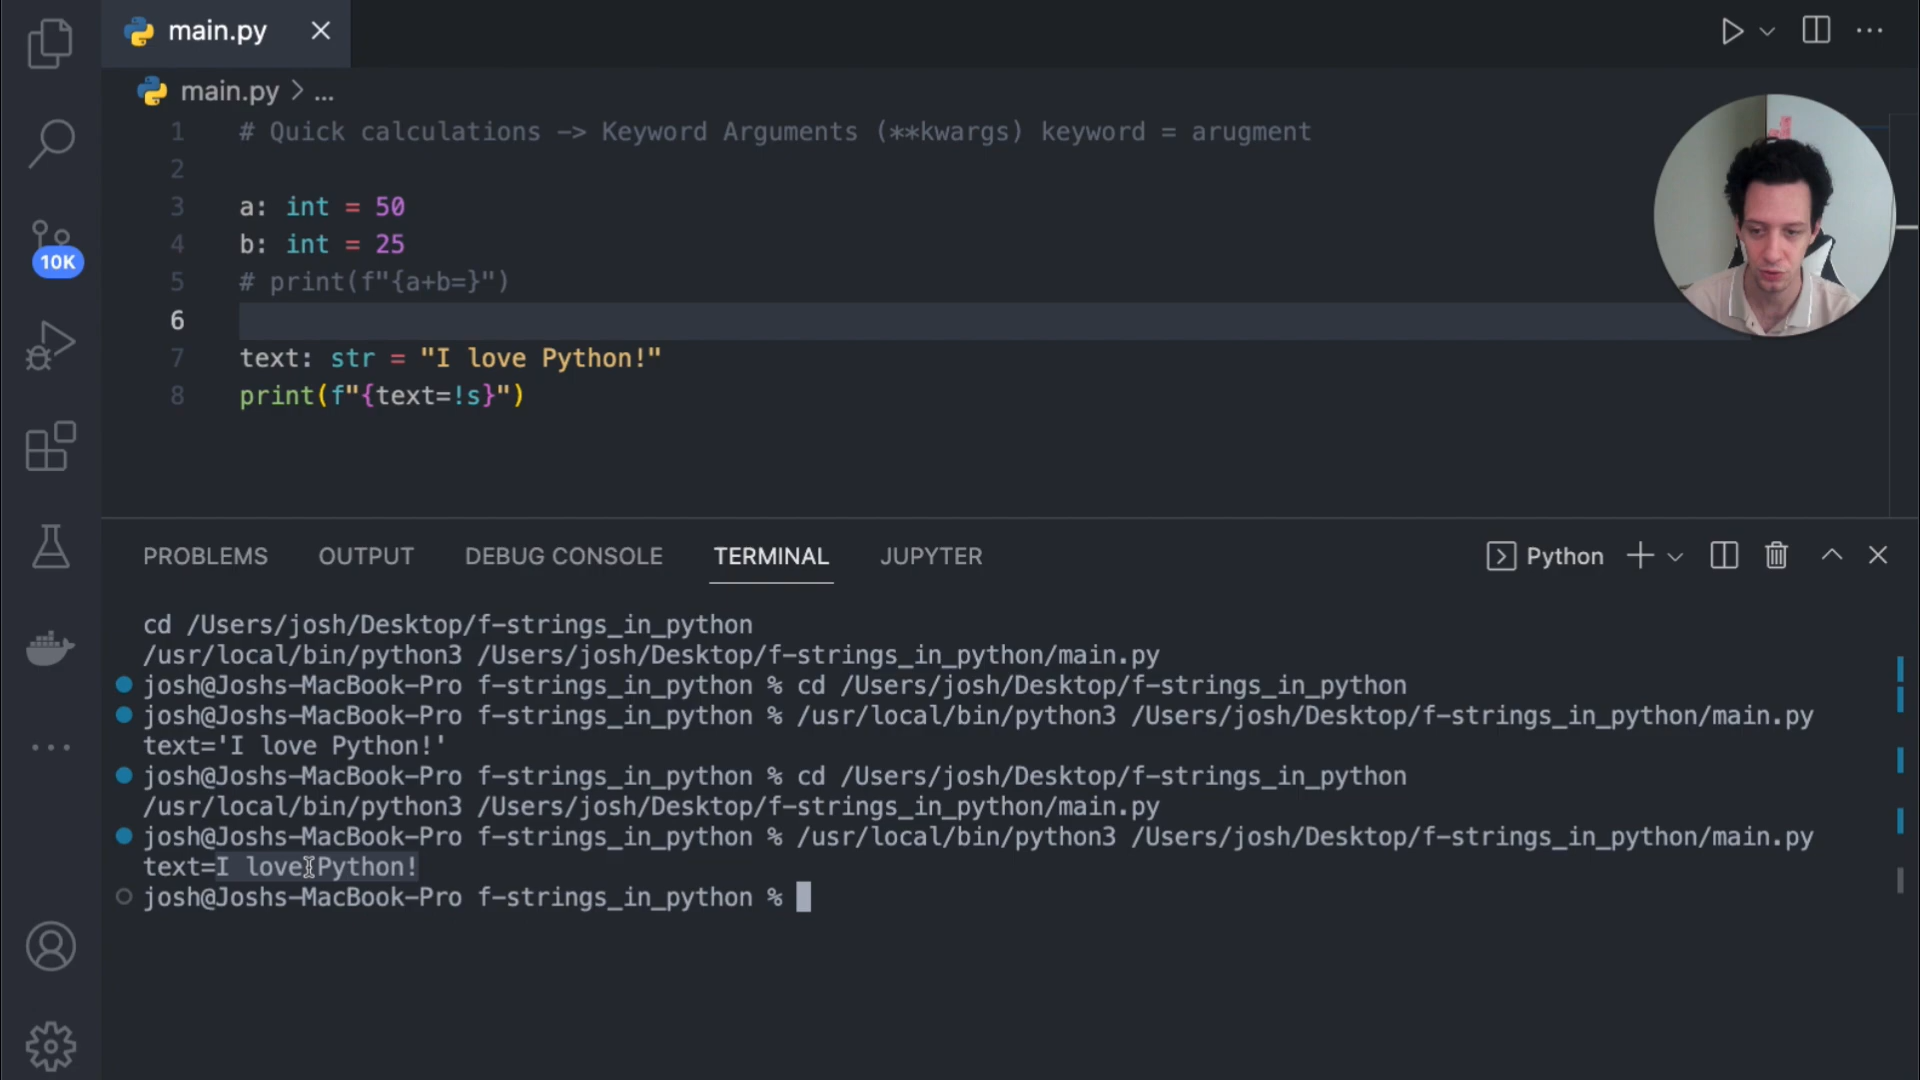 main.py
main.py > ...
1 # Quick calculations -> Keyword Arguments (**kwargs) keyword = arugment
2
3 a: int = 50
4 b: int = 25
5 # print(f"{a+b=}")
6
7 text: str = "I love Python!"
8 print(f"{text=!s}")
10K
PROBLEMS OUTPUT DEBUG CONSOLE TERMINAL JUPYTER Python
cd /Users/josh/Desktop/f-strings_in_python
/usr/local/bin/python3 /Users/josh/Desktop/f-strings_in_python/main.py
josh@Joshs-MacBook-Pro f-strings_in_python % cd /Users/josh/Desktop/f-strings_in_python
josh@Joshs-MacBook-Pro f-strings_in_python % /usr/local/bin/python3 /Users/josh/Desktop/f-strings_in_python/main.py
text='I love Python!'
josh@Joshs-MacBook-Pro f-strings_in_python % cd /Users/josh/Desktop/f-strings_in_python
/usr/local/bin/python3 /Users/josh/Desktop/f-strings_in_python/main.py
josh@Joshs-MacBook-Pro f-strings_in_python % /usr/local/bin/python3 /Users/josh/Desktop/f-strings_in_python/main.py
text=I love Python!
josh@Joshs-MacBook-Pro f-strings_in_python %